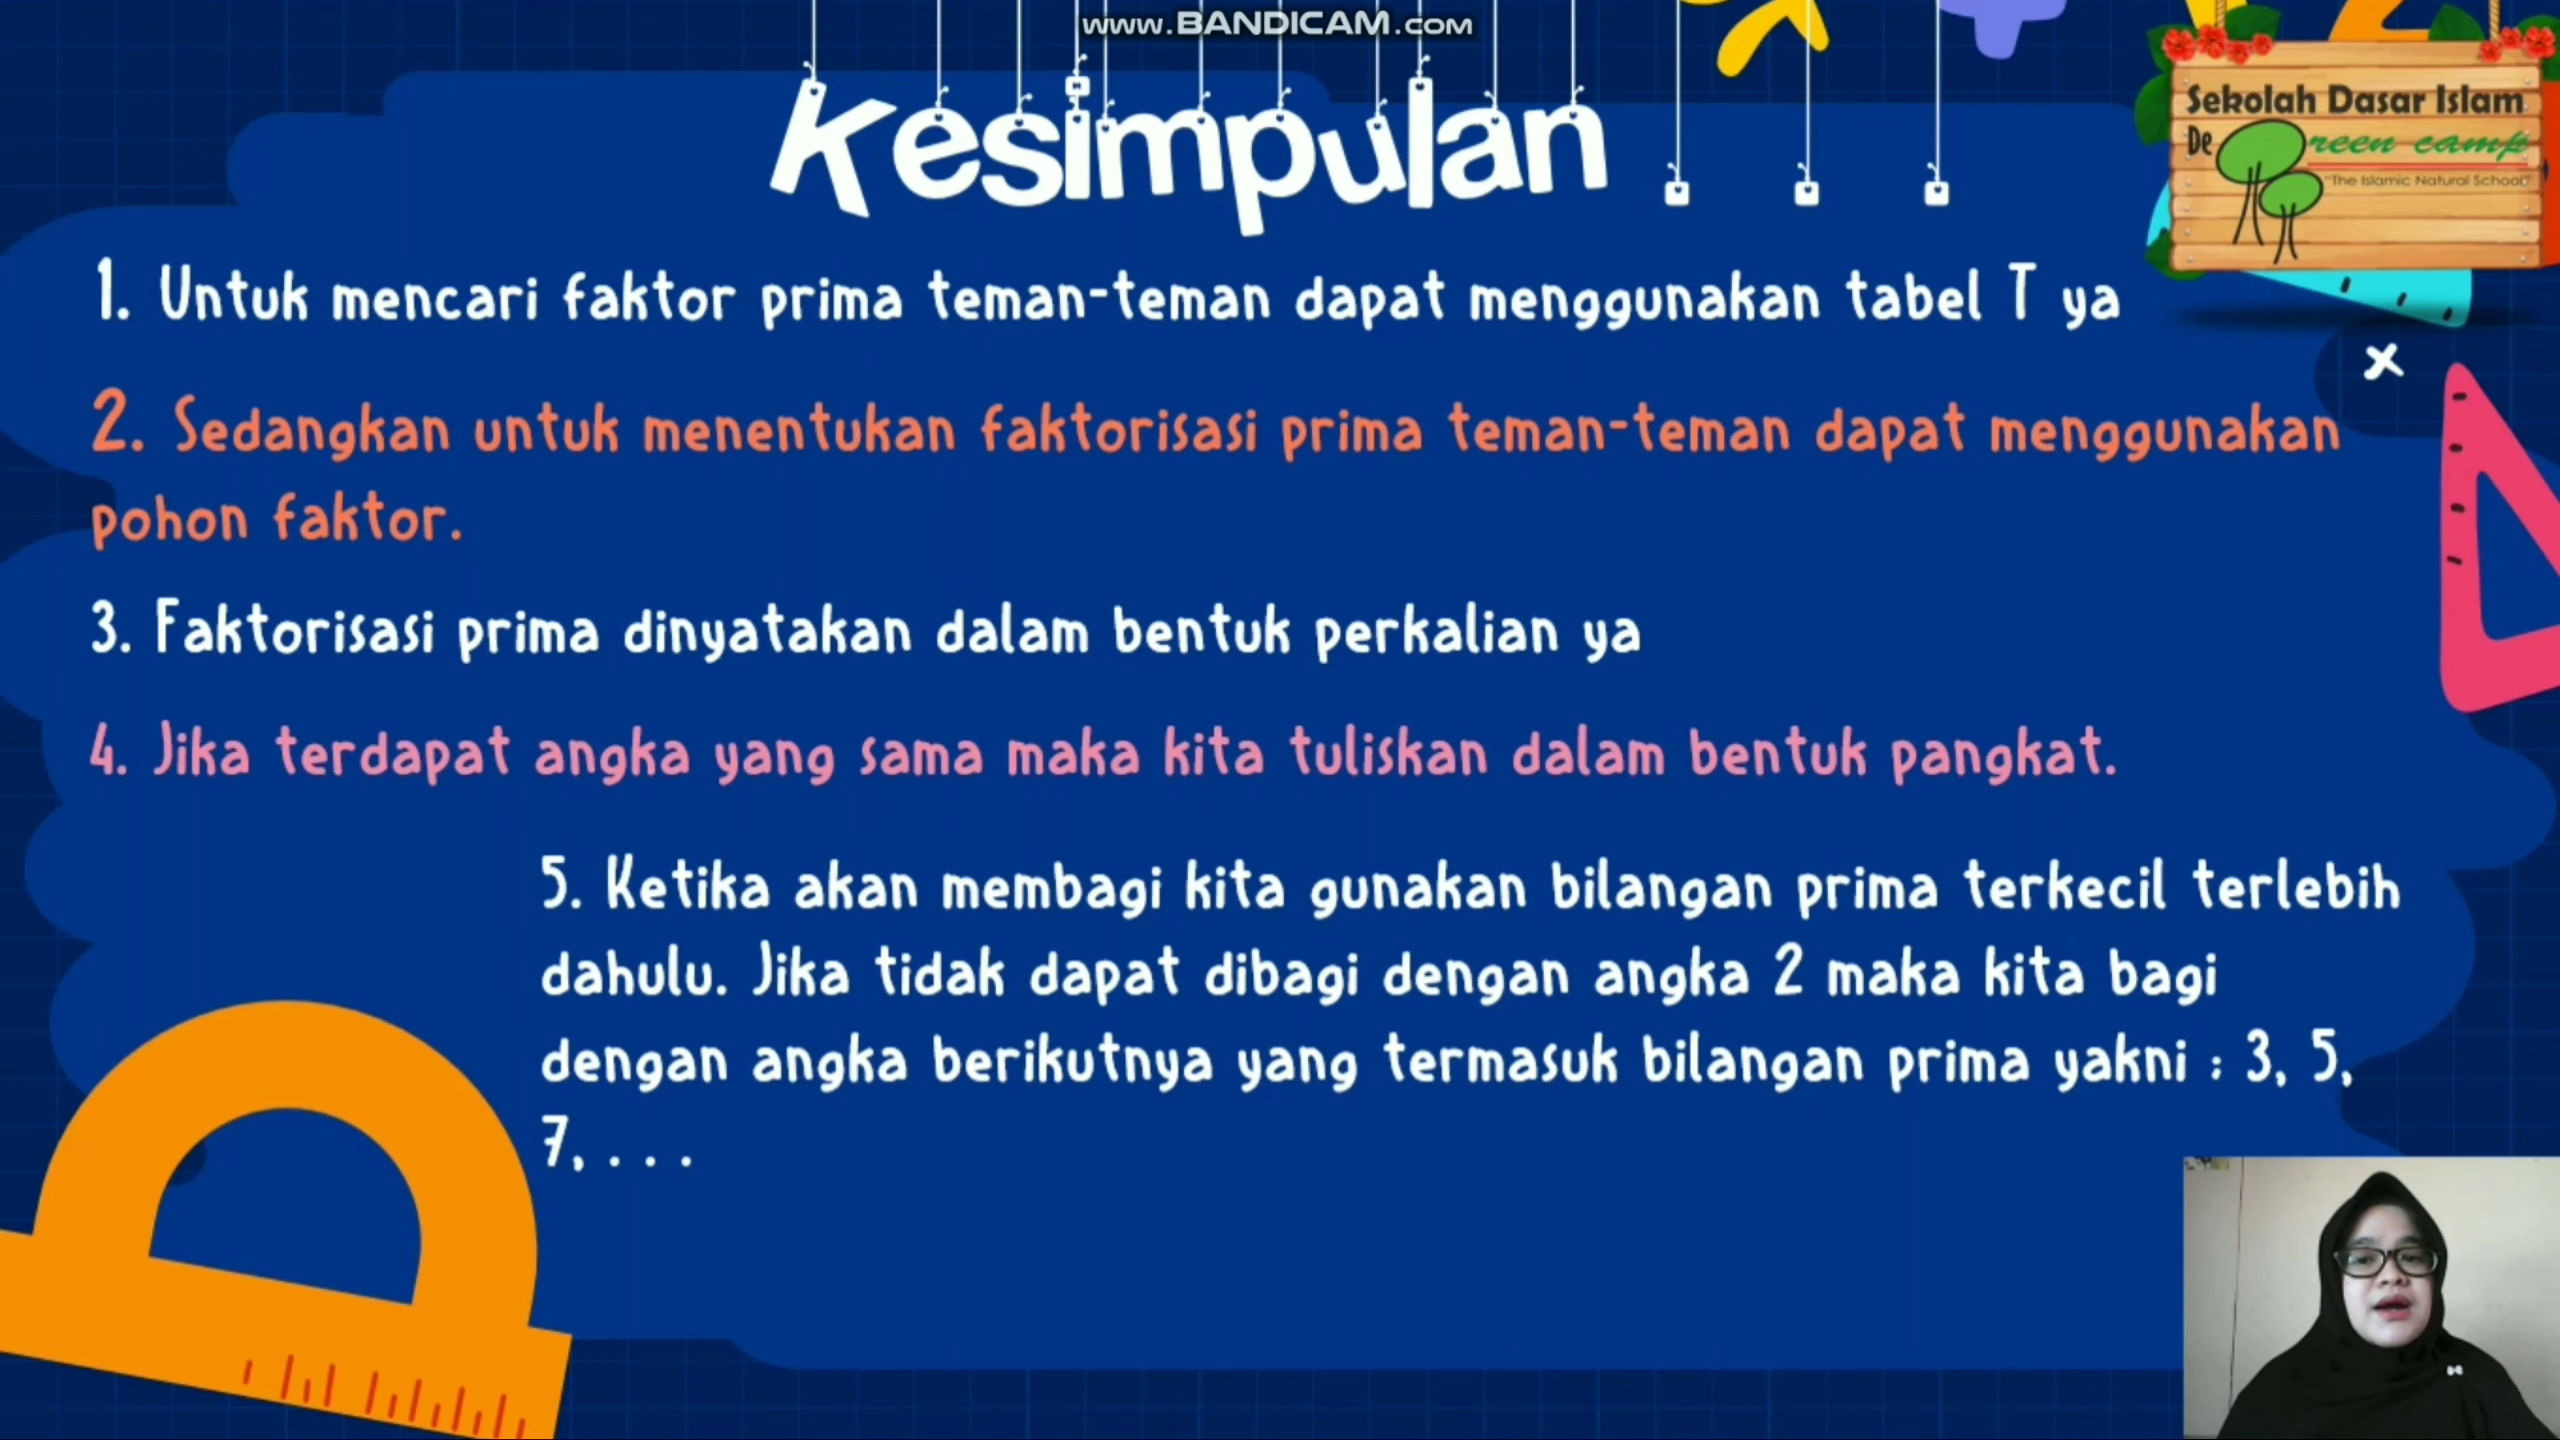 www.BANDICAM.com
Kesimpulan
Sekolah Dasar Islam
De Green camp
"The Islamic Natural School"
1. Untuk mencari faktor prima teman-teman dapat menggunakan tabel T ya
2. Sedangkan untuk menentukan faktorisasi prima teman-teman dapat menggunakan
pohon faktor.
3. Faktorisasi prima dinyatakan dalam bentuk perkalian ya
4. Jika terdapat angka yang sama maka kita tuliskan dalam bentuk pangkat.
5. Ketika akan membagi kita gunakan bilangan prima terkecil terlebih
dahulu. Jika tidak dapat dibagi dengan angka 2 maka kita bagi
dengan angka berikutnya yang termasuk bilangan prima yakni : 3, 5,
7, . . .